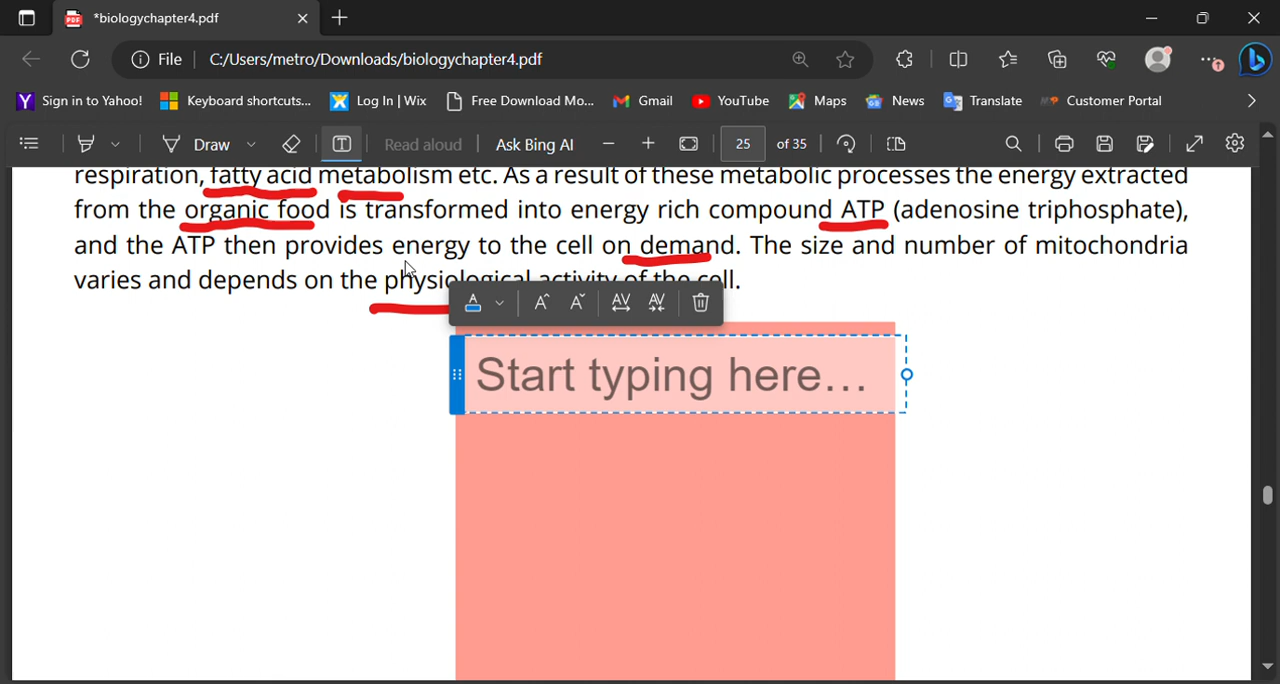 *biologychapter4.pdf
File C:/Users/metro/Downloads/biologychapter4.pdf
Sign in to Yahoo! Keyboard shortcuts... Log In | Wix Free Download Mo... Gmail YouTube Maps News Translate Customer Portal
Draw Read aloud Ask Bing AI 25 of 35
respiration, fatty acid metabolism etc. As a result of these metabolic processes the energy extracted
from the organic food is transformed into energy rich compound ATP (adenosine triphosphate),
and the ATP then provides energy to the cell on demand. The size and number of mitochondria
varies and depends on the physiological activity of the cell.
Start typing here...